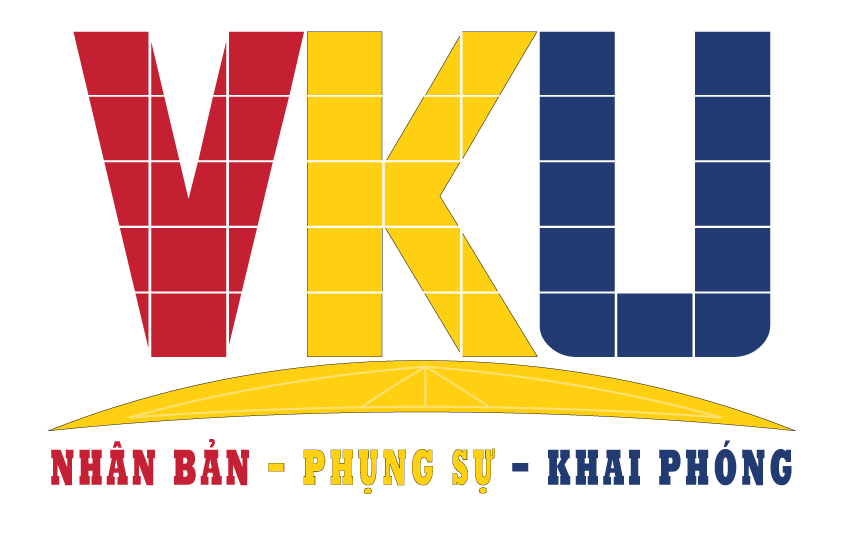 VKU
NHÂN BẢN - PHỤNG SỰ - KHAI PHÓNG